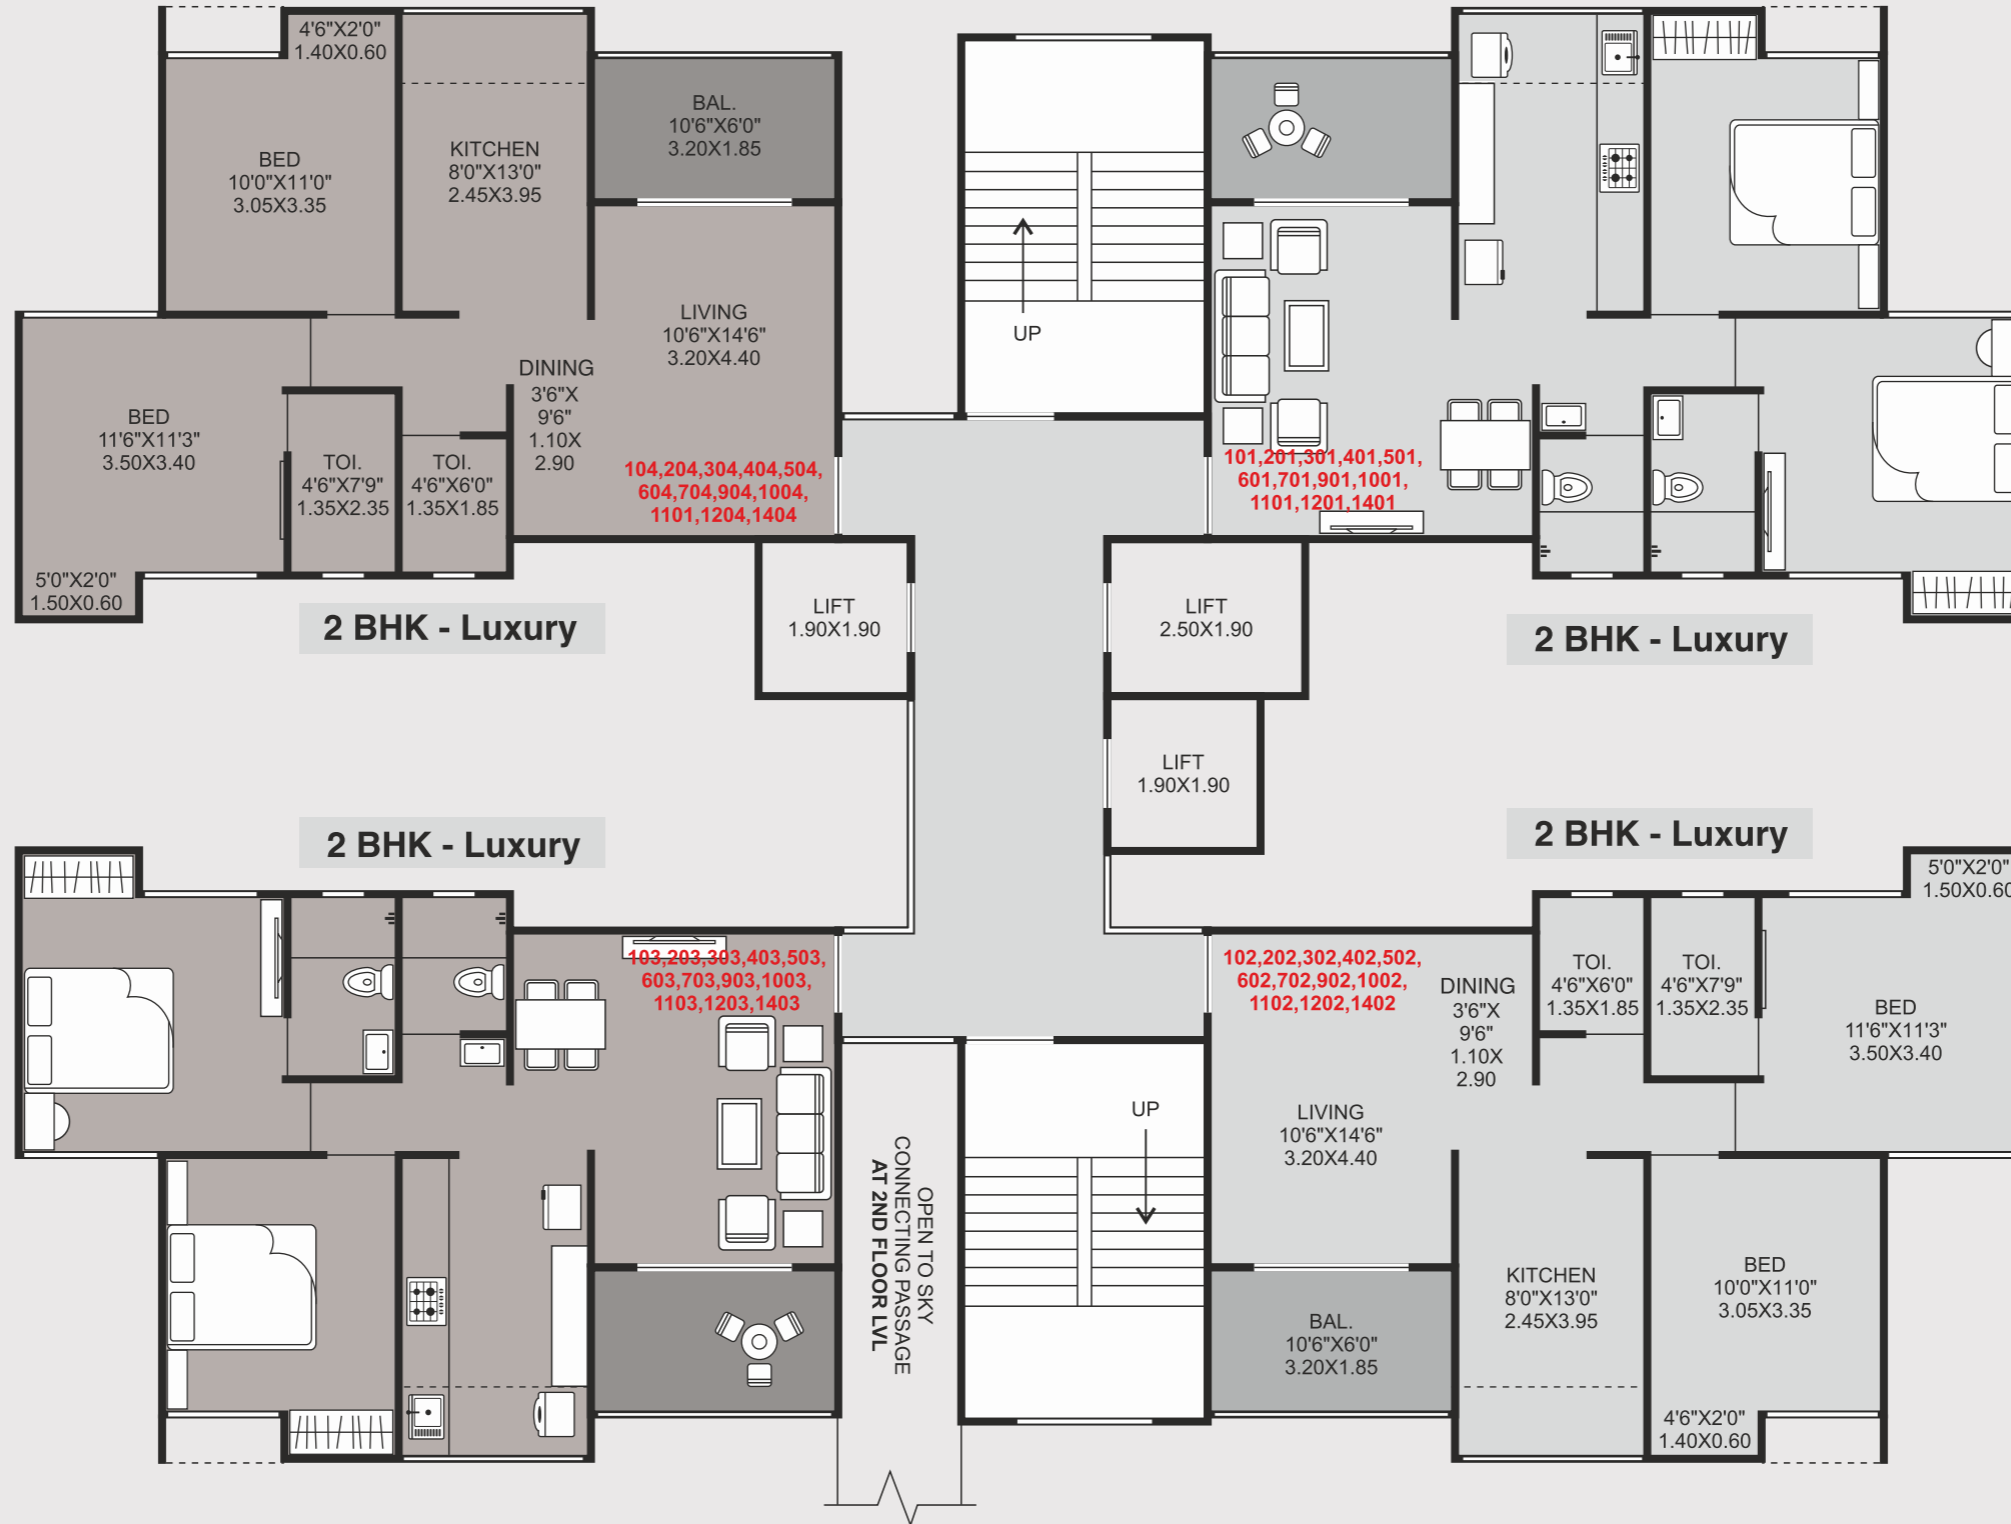 4'6"X2'0"
1.40X0.60
BED
10'0"X11'0"
3.05X3.35
KITCHEN
8'0"X13'0"
2.45X3.95
BAL.
10'6"X6'0"
3.20X1.85
LIVING
10'6"X14'6"
3.20X4.40
DINING
3'6"X
9'6"
1.10X
2.90
BED
11'6"X11'3"
3.50X3.40
TOI.
4'6"X7'9"
1.35X2.35
TOI.
4'6"X6'0"
1.35X1.85
5'0"X2'0"
1.50X0.60
104,204,304,404,504,
604,704,904,1004,
1101,1204,1404
2 BHK - Luxury
UP
101,201,301,401,501,
601,701,901,1001,
1101,1201,1401
2 BHK - Luxury
LIFT
1.90X1.90
LIFT
2.50X1.90
LIFT
1.90X1.90
2 BHK - Luxury
103,203,303,403,503,
603,703,903,1003,
1103,1203,1403
OPEN TO SKY
CONNECTING PASSAGE
AT 2ND FLOOR LVL
UP
2 BHK - Luxury
102,202,302,402,502,
602,702,902,1002,
1102,1202,1402
DINING
3'6"X
9'6"
1.10X
2.90
TOI.
4'6"X6'0"
1.35X1.85
TOI.
4'6"X7'9"
1.35X2.35
5'0"X2'0"
1.50X0.60
BED
11'6"X11'3"
3.50X3.40
LIVING
10'6"X14'6"
3.20X4.40
KITCHEN
8'0"X13'0"
2.45X3.95
BED
10'0"X11'0"
3.05X3.35
BAL.
10'6"X6'0"
3.20X1.85
4'6"X2'0"
1.40X0.60